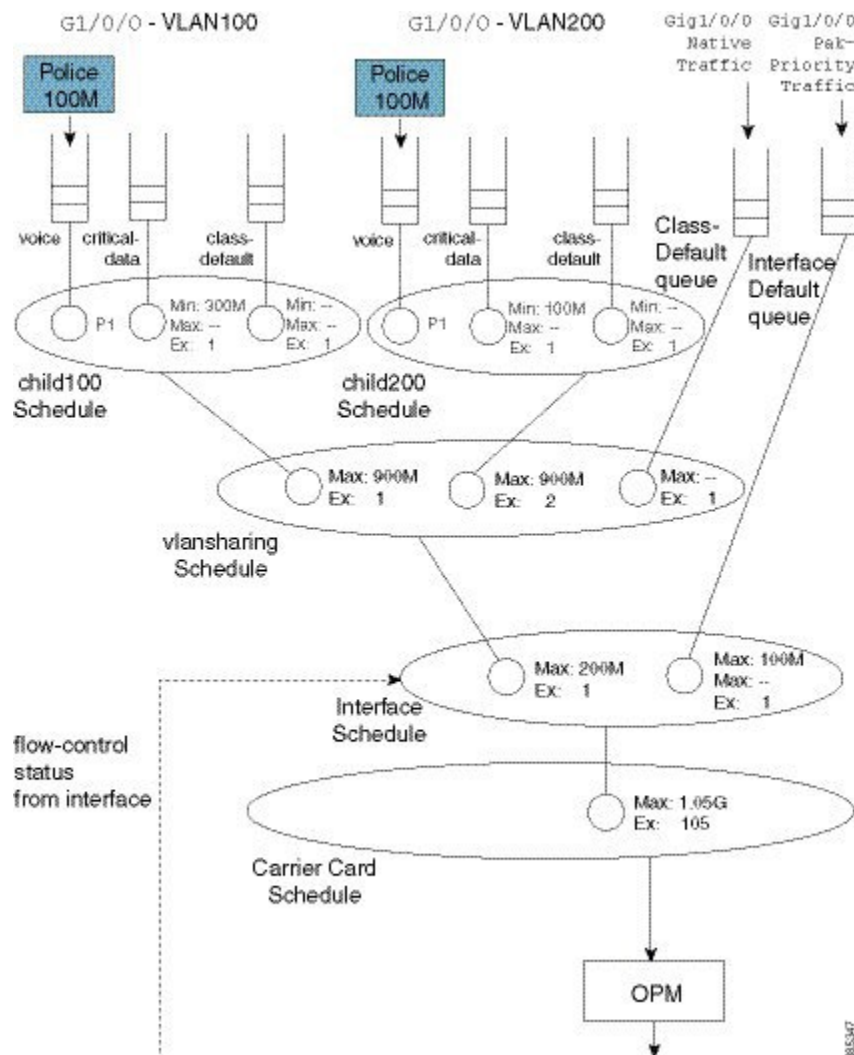 G1/0/0 - VLAN100
G1/0/0 - VLAN200
Gig1/0/0
Native
Traffic
Gig1/0/0
Pak-
Priority
Traffic
Police
100M
Police
100M
voice
critical-
data
class-
default
voice
critical-
data
class-
default
Class-
Default
queue
Interface
Default
queue
P1
Min: 300M
Max: --
Ex: 1
Min: --
Max: --
Ex: 1
P1
Min: 100M
Max: --
Ex: 1
Min: --
Max: --
Ex: 1
child100
Schedule
child200
Schedule
Max: 900M
Ex: 1
Max: 900M
Ex: 2
Max: --
Ex: 1
vlansharing
Schedule
Max: 200M
Ex: 1
Max: 100M
Max: --
Ex: 1
Interface
Schedule
flow-control
status
from interface
Max: 1.05G
Ex: 105
Carrier Card
Schedule
OPM